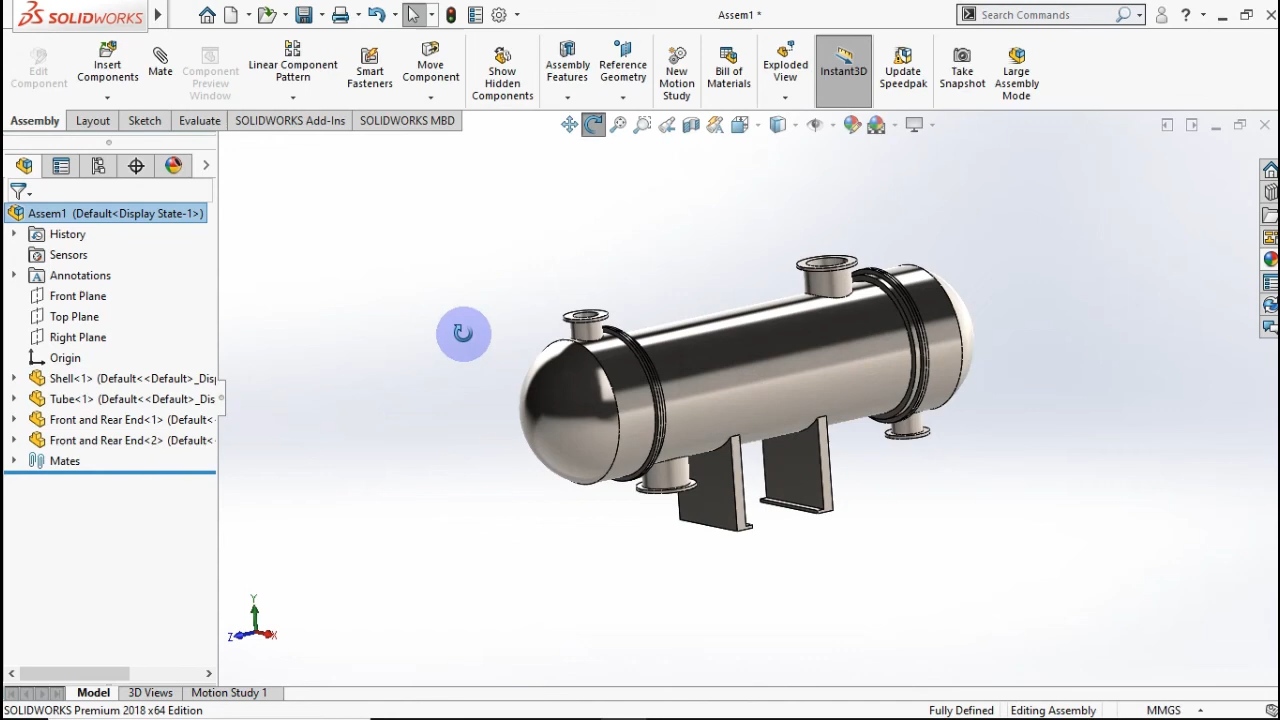 SOLIDWORKS
Assem1 *
Search Commands
?
Edit Component
Insert Components
Mate
Component Preview Window
Linear Component Pattern
Smart Fasteners
Move Component
Show Hidden Components
Assembly Features
Reference Geometry
New Motion Study
Bill of Materials
Exploded View
Instant3D
Update Speedpak
Take Snapshot
Large Assembly Mode
Assembly
Layout
Sketch
Evaluate
SOLIDWORKS Add-Ins
SOLIDWORKS MBD
Assem1 (Default<Display State-1>)
History
Sensors
Annotations
Front Plane
Top Plane
Right Plane
Origin
Shell<1> (Default<<Default>_Dis
Tube<1> (Default<<Default>_Dis
Front and Rear End<1> (Default<
Front and Rear End<2> (Default<
Mates
Y
Z
X
Model
3D Views
Motion Study 1
SOLIDWORKS Premium 2018 x64 Edition
Fully Defined
Editing Assembly
MMGS